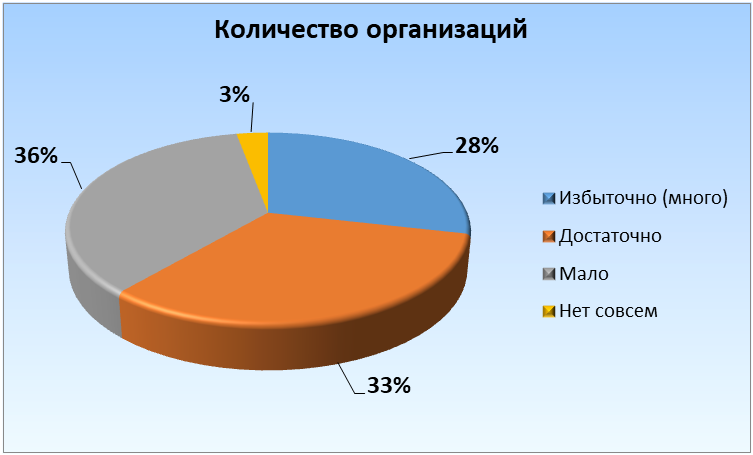 Количество организаций
3%
36%
28%
33%
Избыточно (много)
Достаточно
Мало
Нет совсем